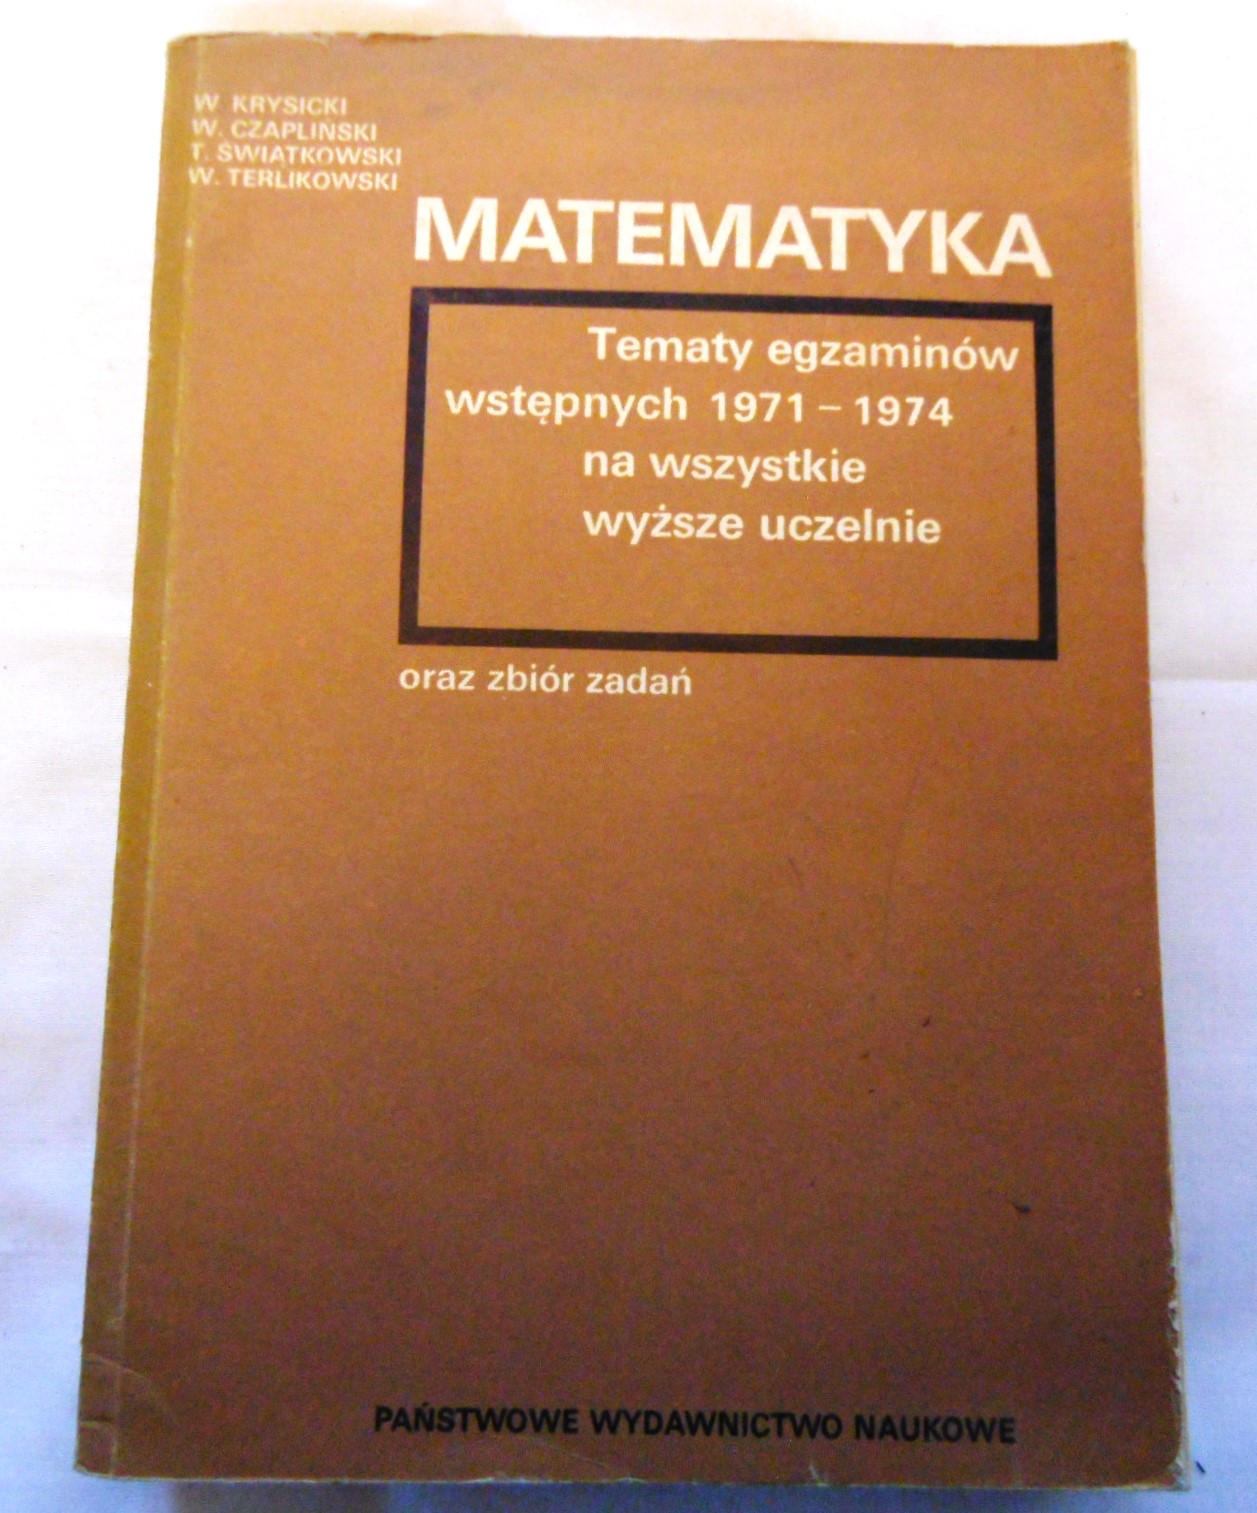 W. KRYSICKI
W. CZAPLIŃSKI
T. ŚWIĄTKOWSKI
W. TERLIKOWSKI
MATEMATYKA
Tematy egzaminów
wstępnych 1971 – 1974
na wszystkie
wyższe uczelnie
oraz zbiór zadań
PAŃSTWOWE WYDAWNICTWO NAUKOWE